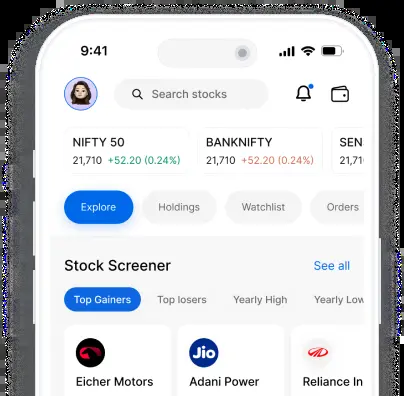 9:41
Search stocks
NIFTY 50 BANKNIFTY SEN
21,710 +52.20 (0.24%) 21,710 +52.20 (0.24%) 21,71
Explore Holdings Watchlist Orders
Stock Screener See all
Top Gainers Top losers Yearly High Yearly Low
Jio
Eicher Motors Adani Power Reliance In